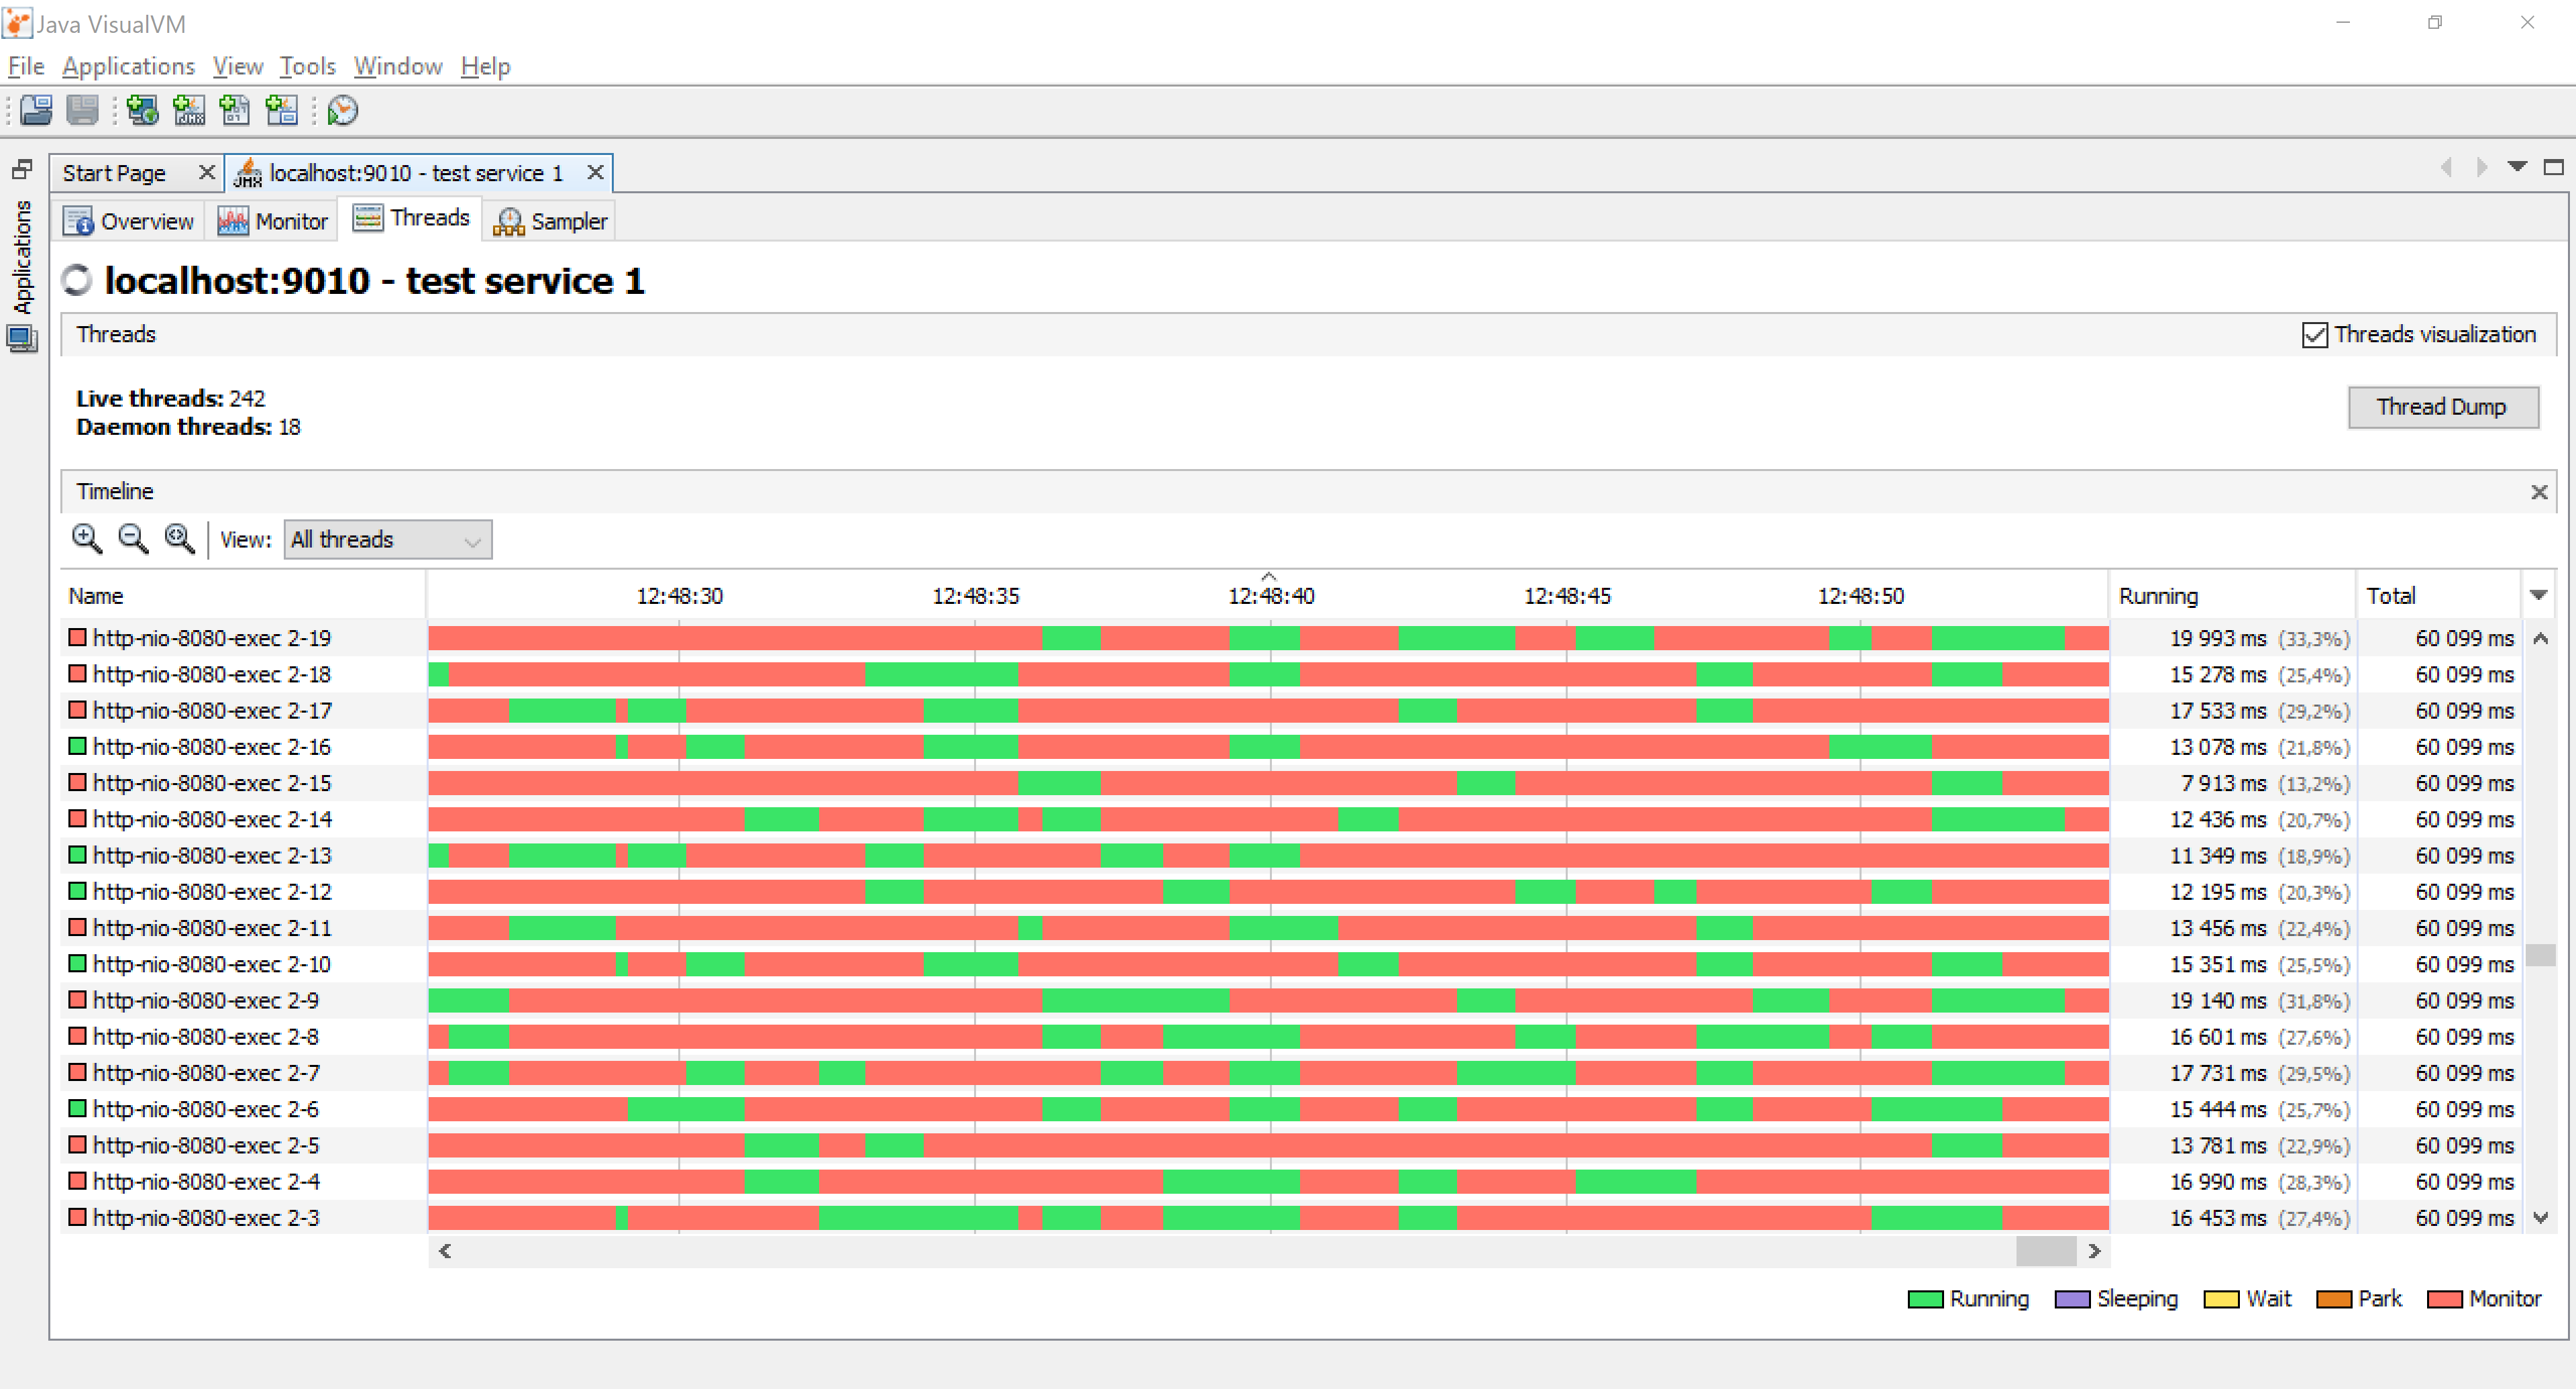 Java VisualVM
File Applications View Tools Window Help
Start Page
localhost:9010 - test service 1
Applications
Overview Monitor Threads Sampler
localhost:9010 - test service 1
Threads
Threads visualization
Live threads: 242
Daemon threads: 18
Thread Dump
Timeline
View: All threads
Name 12:48:30 12:48:35 12:48:40 12:48:45 12:48:50 Running Total
http-nio-8080-exec 2-19 19 993 ms (33,3%) 60 099 ms
http-nio-8080-exec 2-18 15 278 ms (25,4%) 60 099 ms
http-nio-8080-exec 2-17 17 533 ms (29,2%) 60 099 ms
http-nio-8080-exec 2-16 13 078 ms (21,8%) 60 099 ms
http-nio-8080-exec 2-15 7 913 ms (13,2%) 60 099 ms
http-nio-8080-exec 2-14 12 436 ms (20,7%) 60 099 ms
http-nio-8080-exec 2-13 11 349 ms (18,9%) 60 099 ms
http-nio-8080-exec 2-12 12 195 ms (20,3%) 60 099 ms
http-nio-8080-exec 2-11 13 456 ms (22,4%) 60 099 ms
http-nio-8080-exec 2-10 15 351 ms (25,5%) 60 099 ms
http-nio-8080-exec 2-9 19 140 ms (31,8%) 60 099 ms
http-nio-8080-exec 2-8 16 601 ms (27,6%) 60 099 ms
http-nio-8080-exec 2-7 17 731 ms (29,5%) 60 099 ms
http-nio-8080-exec 2-6 15 444 ms (25,7%) 60 099 ms
http-nio-8080-exec 2-5 13 781 ms (22,9%) 60 099 ms
http-nio-8080-exec 2-4 16 990 ms (28,3%) 60 099 ms
http-nio-8080-exec 2-3 16 453 ms (27,4%) 60 099 ms
Running Sleeping Wait Park Monitor